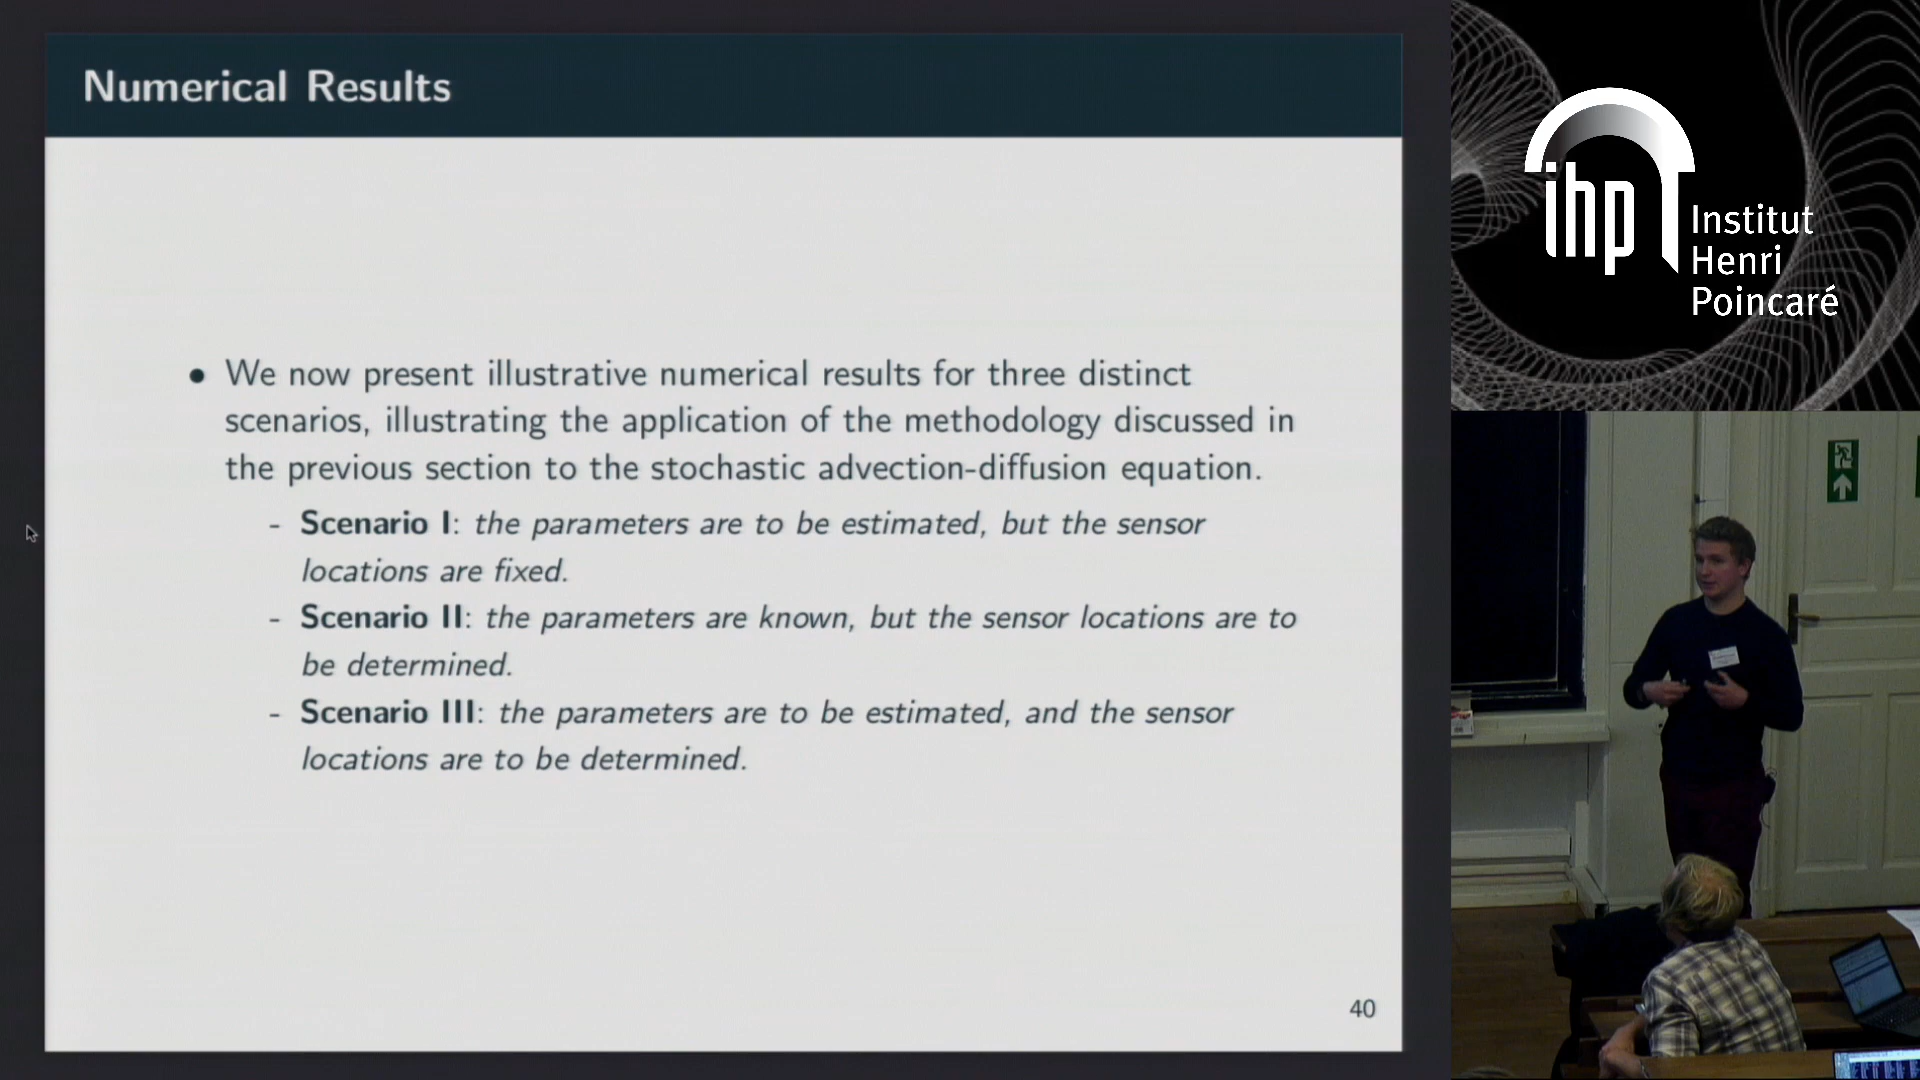 Numerical Results
• We now present illustrative numerical results for three distinct
scenarios, illustrating the application of the methodology discussed in
the previous section to the stochastic advection-diffusion equation.
- Scenario I: the parameters are to be estimated, but the sensor
locations are fixed.
- Scenario II: the parameters are known, but the sensor locations are to
be determined.
- Scenario III: the parameters are to be estimated, and the sensor
locations are to be determined.
40
ihp
Institut
Henri
Poincaré